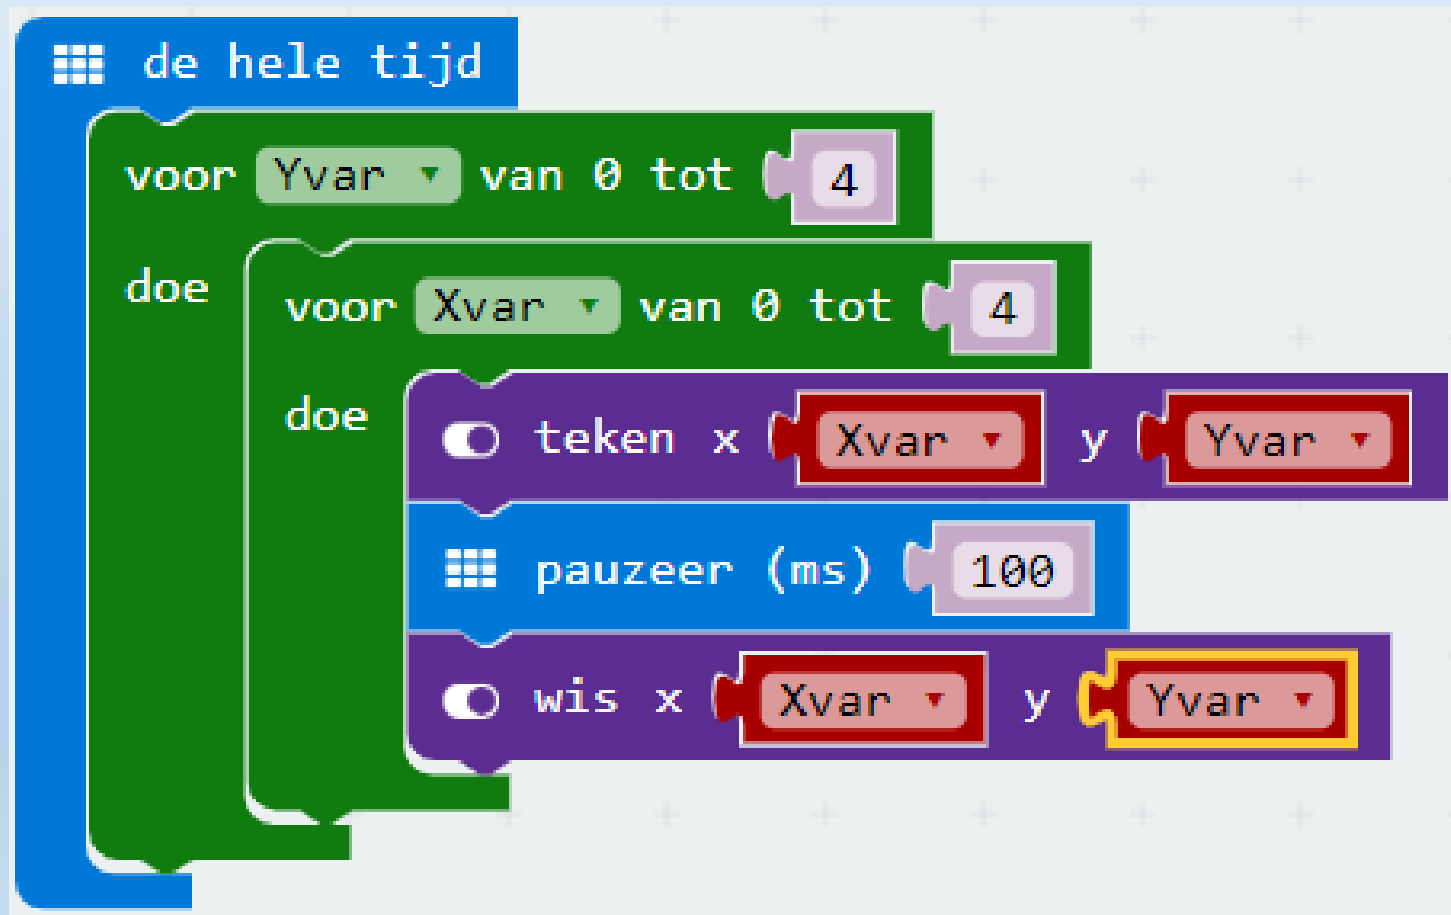 de hele tijd
voor Yvar van 0 tot 4
doe
voor Xvar van 0 tot 4
doe
teken x Xvar y Yvar
pauzeer (ms) 100
wis x Xvar y Yvar